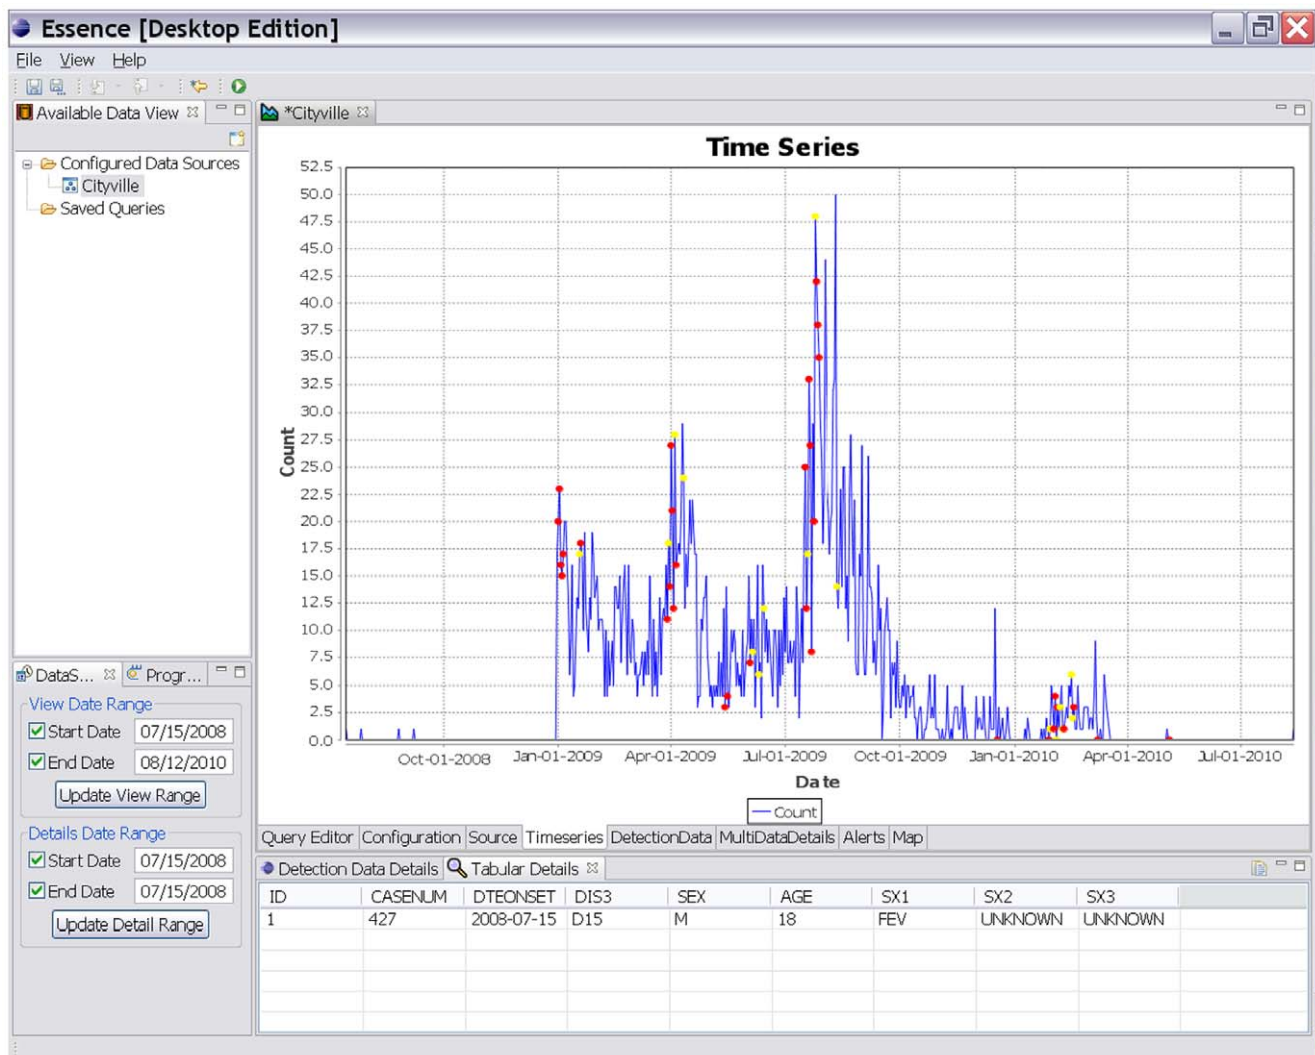 Essence [Desktop Edition]
File View Help
Available Data View
Configured Data Sources
Cityville
Saved Queries
DataS... Progr...
View Date Range
Start Date 07/15/2008
End Date 08/12/2010
Update View Range
Details Date Range
Start Date 07/15/2008
End Date 07/15/2008
Update Detail Range
*Cityville
Time Series
52.5
50.0
47.5
45.0
42.5
40.0
37.5
35.0
32.5
30.0
27.5
25.0
22.5
20.0
17.5
15.0
12.5
10.0
7.5
5.0
2.5
0.0
Count
Oct-01-2008 Jan-01-2009 Apr-01-2009 Jul-01-2009 Oct-01-2009 Jan-01-2010 Apr-01-2010 Jul-01-2010
Date
Count
Query Editor Configuration Source Timeseries DetectionData MultiDataDetails Alerts Map
Detection Data Details Tabular Details
ID CASENUM DTEONSET DIS3 SEX AGE SX1 SX2 SX3
1 427 2008-07-15 D15 M 18 FEV UNKNOWN UNKNOWN